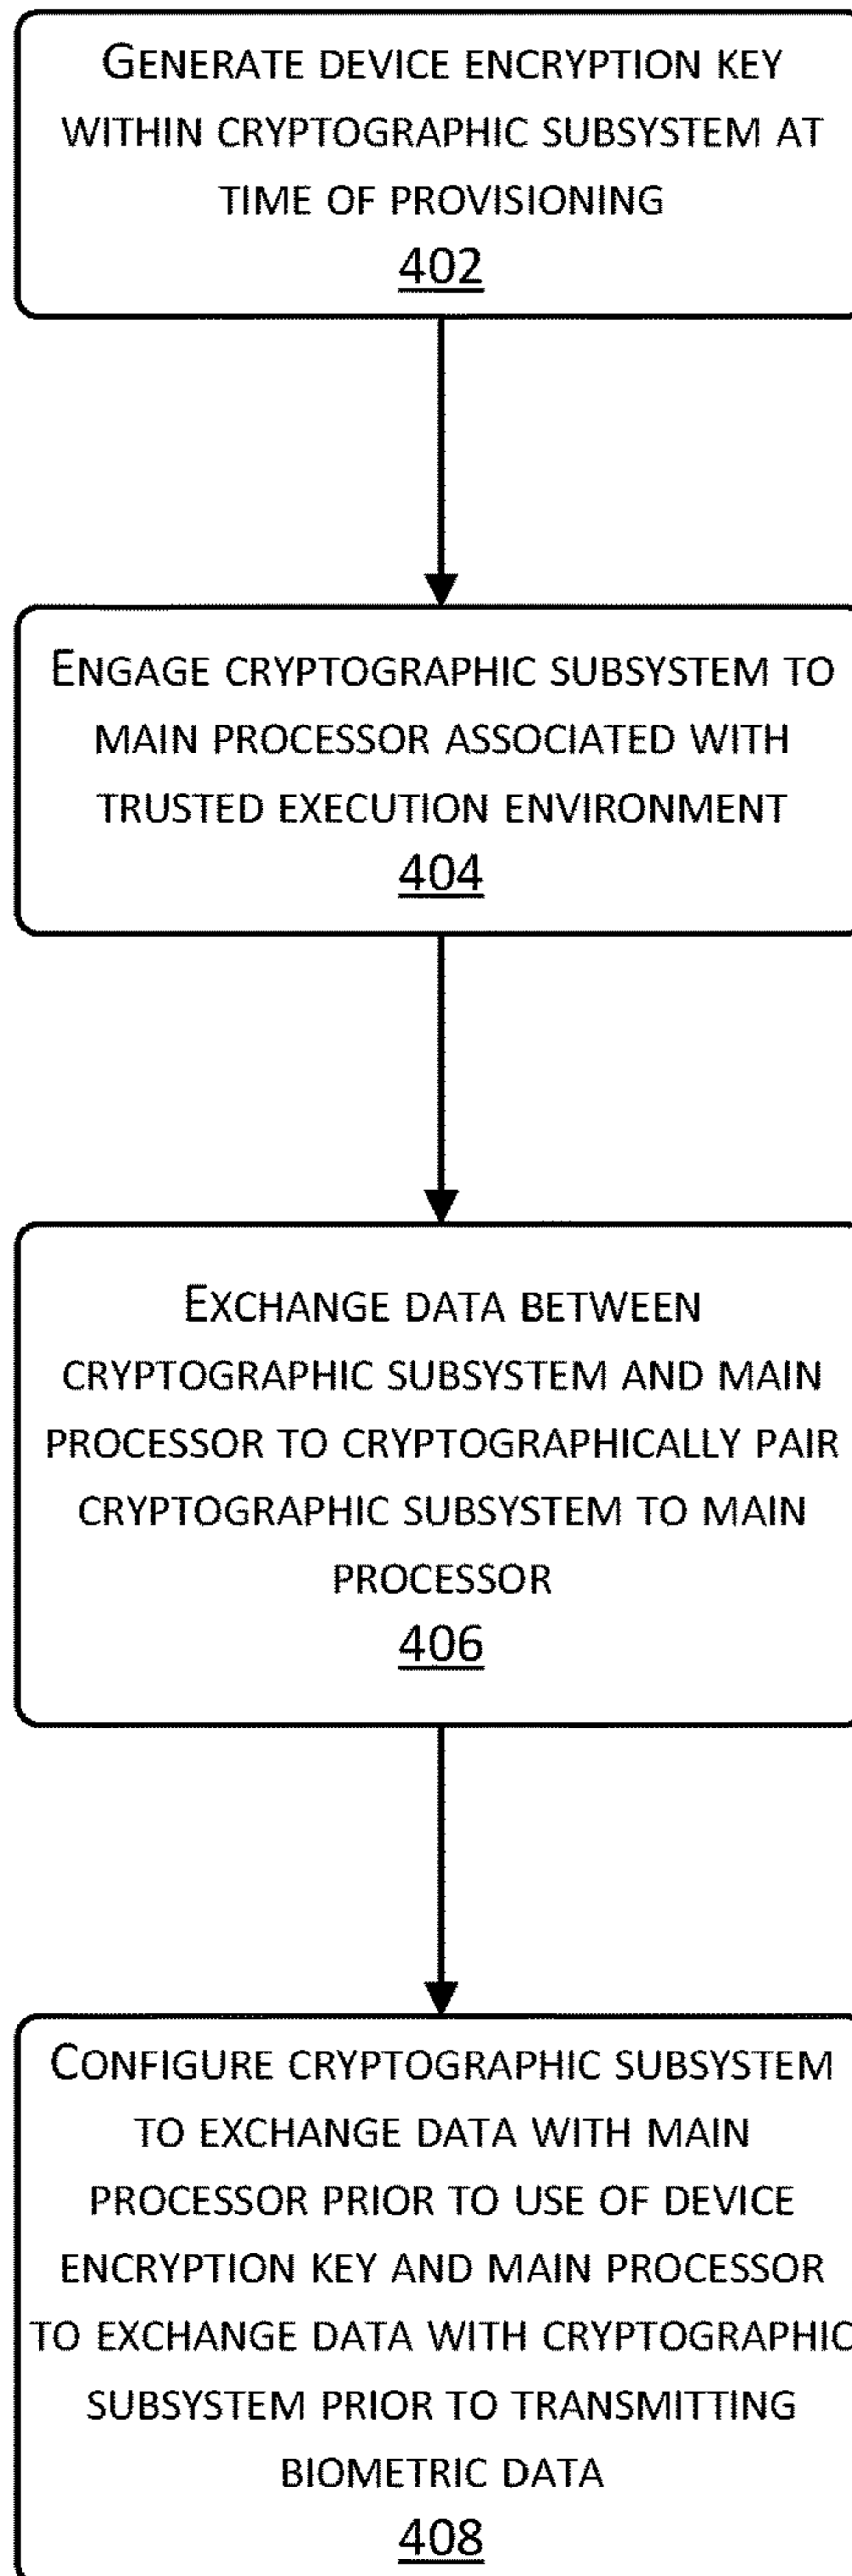 GENERATE DEVICE ENCRYPTION KEY
WITHIN CRYPTOGRAPHIC SUBSYSTEM AT
TIME OF PROVISIONING
402
ENGAGE CRYPTOGRAPHIC SUBSYSTEM TO
MAIN PROCESSOR ASSOCIATED WITH
TRUSTED EXECUTION ENVIRONMENT
404
EXCHANGE DATA BETWEEN
CRYPTOGRAPHIC SUBSYSTEM AND MAIN
PROCESSOR TO CRYPTOGRAPHICALLY PAIR
CRYPTOGRAPHIC SUBSYSTEM TO MAIN
PROCESSOR
406
CONFIGURE CRYPTOGRAPHIC SUBSYSTEM
TO EXCHANGE DATA WITH MAIN
PROCESSOR PRIOR TO USE OF DEVICE
ENCRYPTION KEY AND MAIN PROCESSOR
TO EXCHANGE DATA WITH CRYPTOGRAPHIC
SUBSYSTEM PRIOR TO TRANSMITTING
BIOMETRIC DATA
408